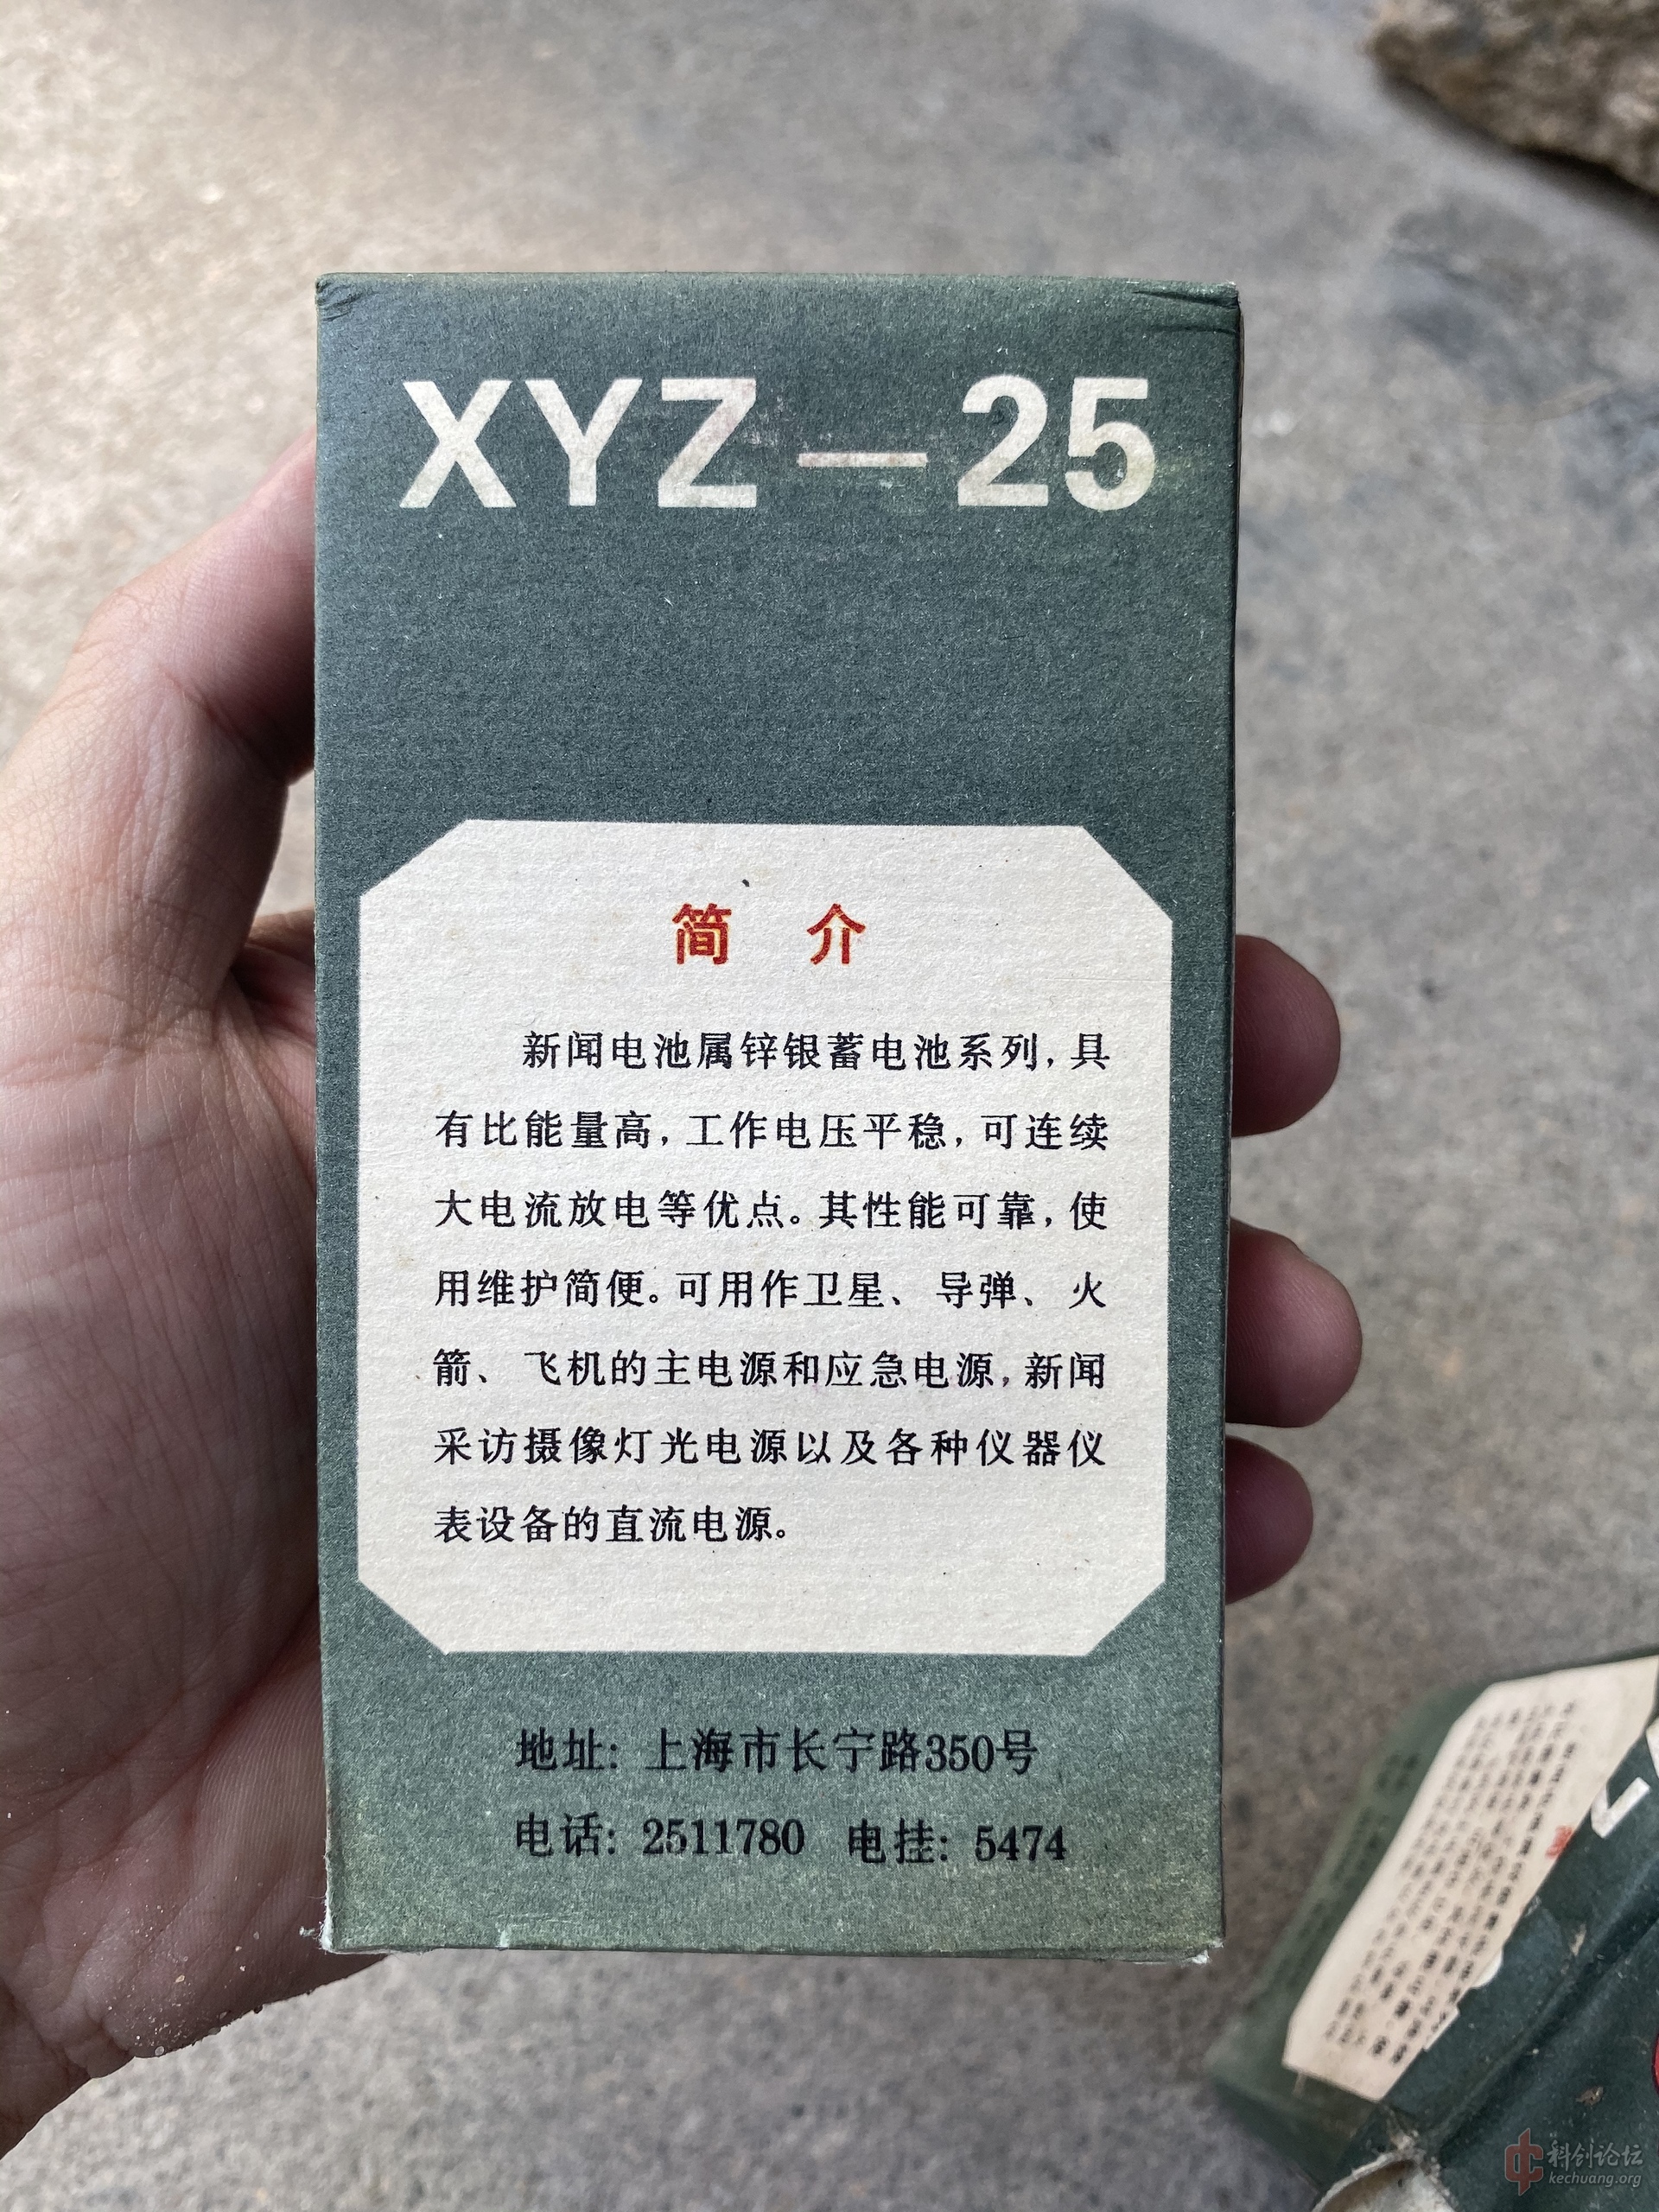 XYZ—25
简 介
新闻电池属锌银蓄电池系列，具
有比能量高，工作电压平稳，可连续
大电流放电等优点。其性能可靠，使
用维护简便。可用作卫星、导弹、火
箭、飞机的主电源和应急电源，新闻
采访摄像灯光电源以及各种仪器仪
表设备的直流电源。
地址：上海市长宁路350号
电话：2511780 电挂：5474
科创论坛
kechuang.org